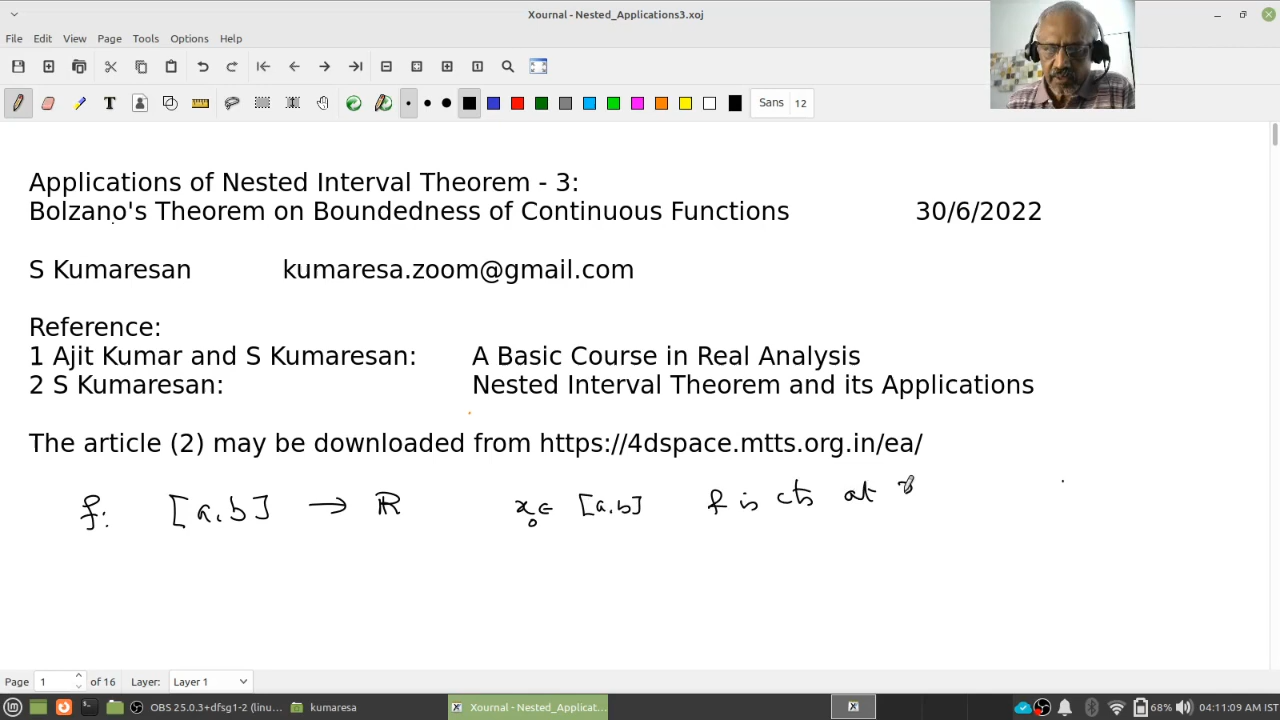 Xournal - Nested_Applications3.xoj
File Edit View Page Tools Options Help
Sans 12
Applications of Nested Interval Theorem - 3:
Bolzano's Theorem on Boundedness of Continuous Functions 30/6/2022
S Kumaresan kumaresa.zoom@gmail.com
Reference:
1 Ajit Kumar and S Kumaresan: A Basic Course in Real Analysis
2 S Kumaresan: Nested Interval Theorem and its Applications
The article (2) may be downloaded from https://4dspace.mtts.org.in/ea/
f: [a,b] → ℝ x₀ ∈ [a,b] f is cts at
Page 1 of 16 Layer: Layer 1
OBS 25.0.3+dfsg1-2 (linu... kumaresa Xournal - Nested_Applicat... 68% 04:11:09 AM IST